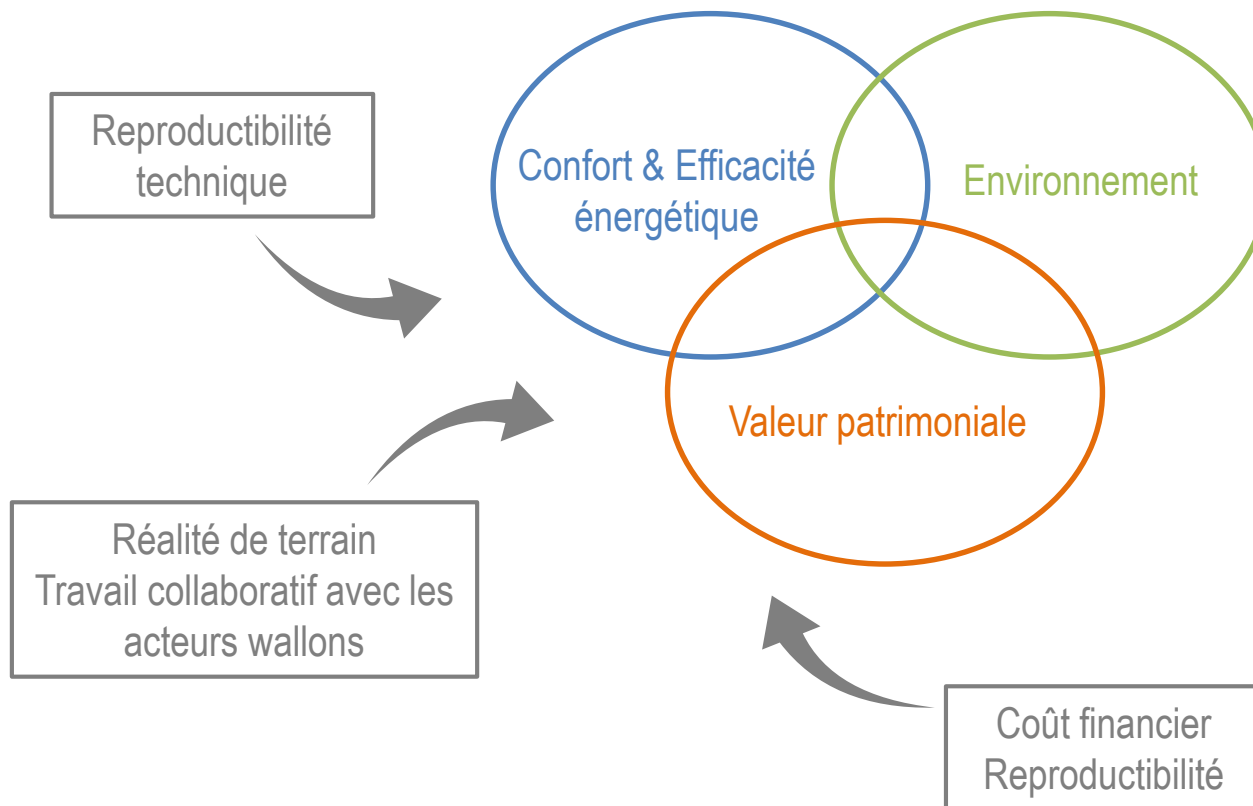 Reproductibilité
technique
Confort & Efficacité
énergétique
Environnement
Valeur patrimoniale
Réalité de terrain
Travail collaboratif avec les
acteurs wallons
Coût financier
Reproductibilité